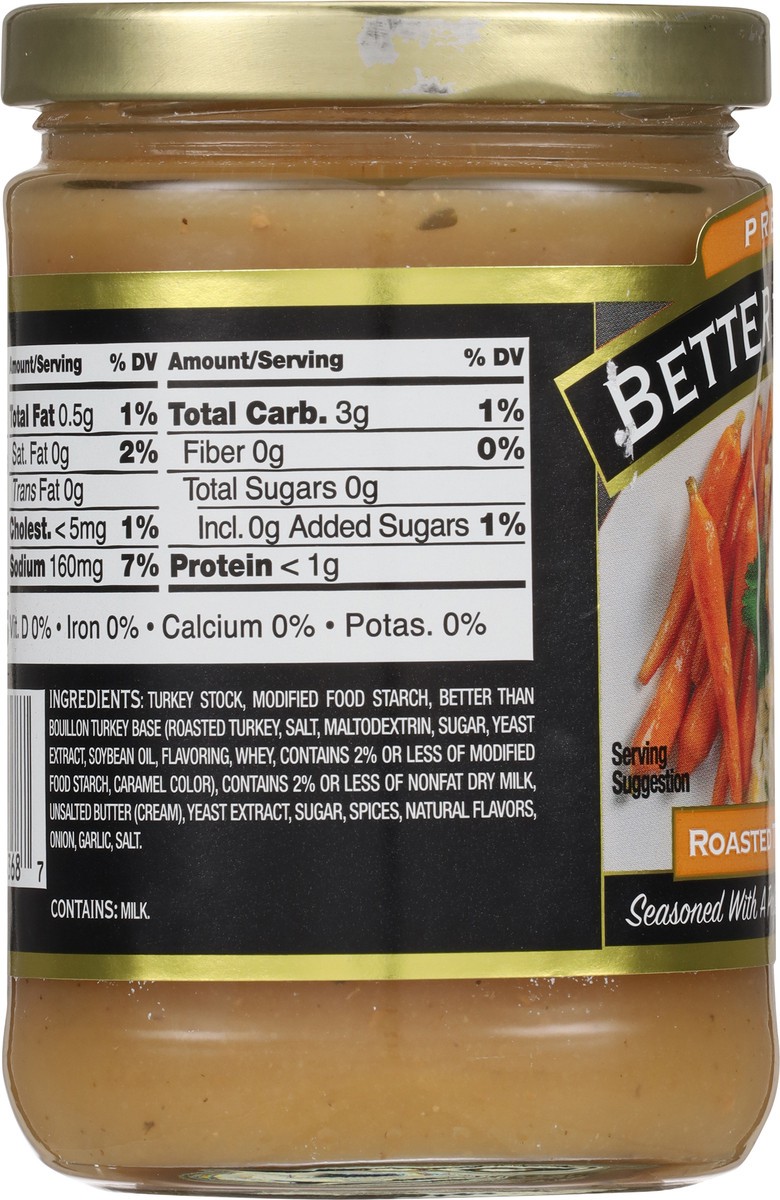 PR
BETTER
Amount/Serving % DV Amount/Serving % DV
Total Fat 0.5g 1% Total Carb. 3g 1%
Sat. Fat 0g 2% Fiber 0g 0%
Trans Fat 0g Total Sugars 0g
Cholest. <5mg 1% Incl. 0g Added Sugars 1%
Sodium 160mg 7% Protein < 1g
Vit. D 0% • Iron 0% • Calcium 0% • Potas. 0%
INGREDIENTS: TURKEY STOCK, MODIFIED FOOD STARCH, BETTER THAN
BOUILLON TURKEY BASE (ROASTED TURKEY, SALT, MALTODEXTRIN, SUGAR, YEAST
EXTRACT, SOYBEAN OIL, FLAVORING, WHEY, CONTAINS 2% OR LESS OF MODIFIED
FOOD STARCH, CARAMEL COLOR), CONTAINS 2% OR LESS OF NONFAT DRY MILK,
UNSALTED BUTTER (CREAM), YEAST EXTRACT, SUGAR, SPICES, NATURAL FLAVORS,
ONION, GARLIC, SALT.
CONTAINS: MILK.
68 7
Serving
Suggestion
ROASTED
Seasoned With A